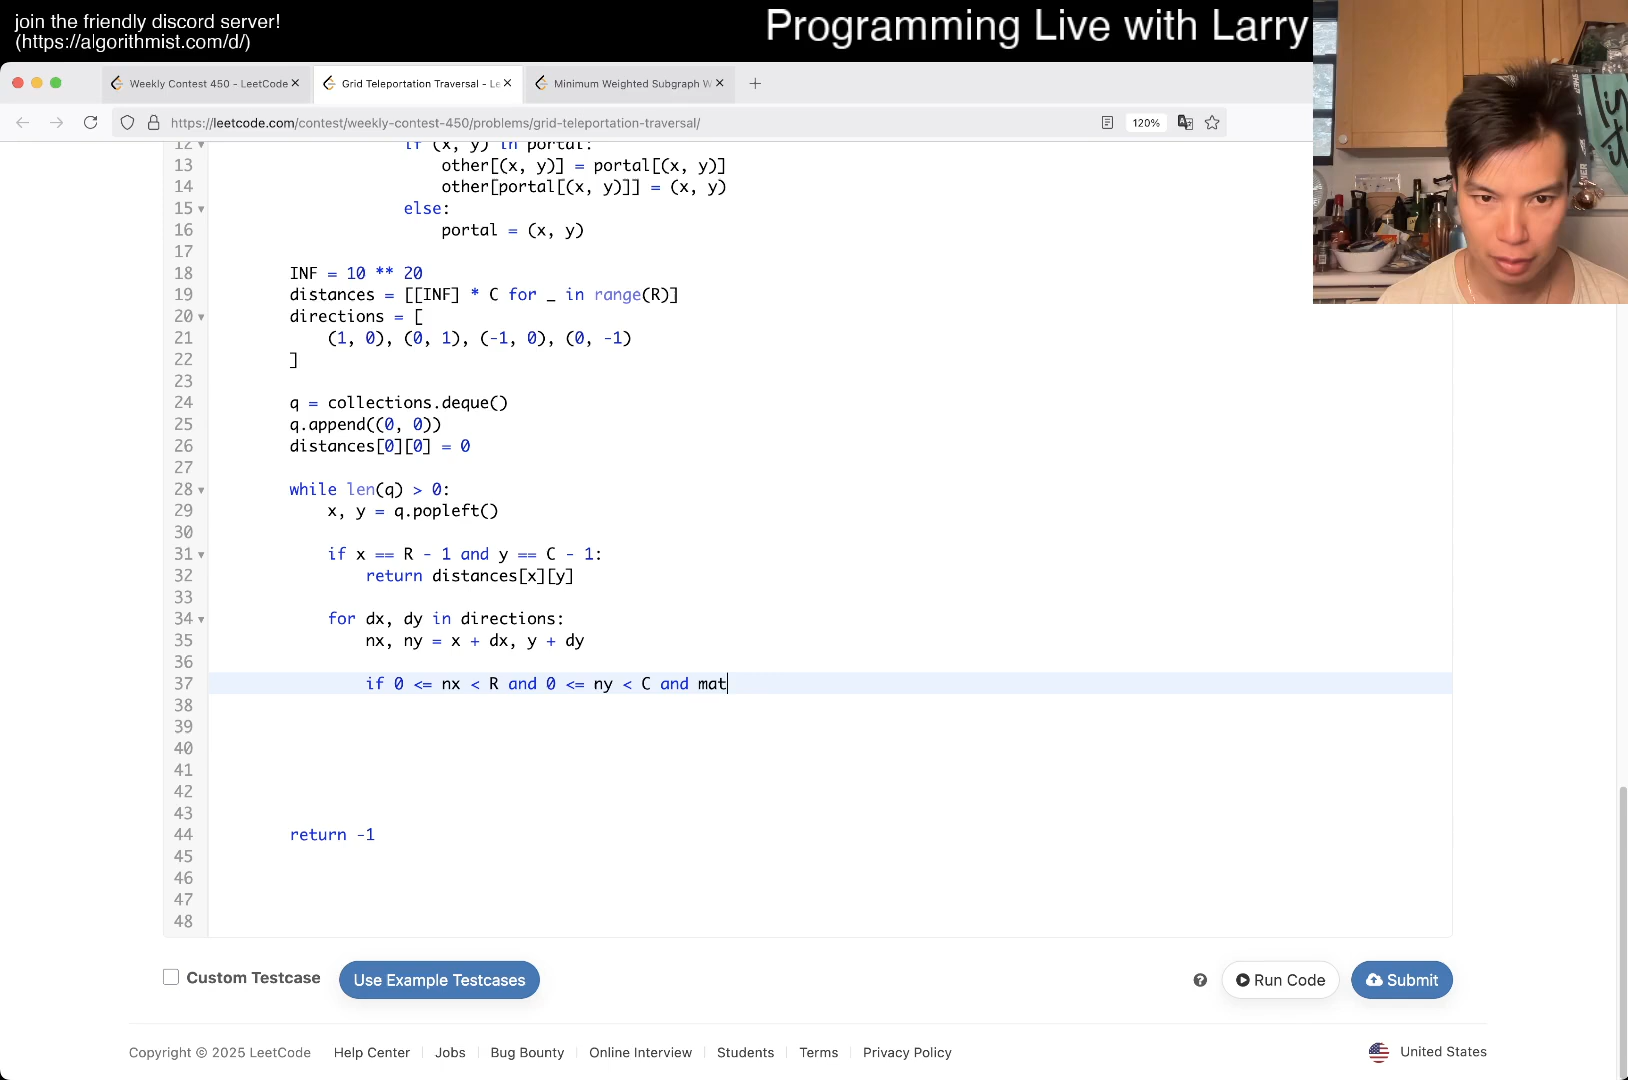 join the friendly discord server!
(https://algorithmist.com/d/)
Programming Live with Larry
Weekly Contest 450 - LeetCode
Grid Teleportation Traversal - Le
Minimum Weighted Subgraph W
https://leetcode.com/contest/weekly-contest-450/problems/grid-teleportation-traversal/
120%
12 if (x, y) in portal:
13 other[(x, y)] = portal[(x, y)]
14 other[portal[(x, y)]] = (x, y)
15 else:
16 portal = (x, y)
17
18 INF = 10 ** 20
19 distances = [[INF] * C for _ in range(R)]
20 directions = [
21 (1, 0), (0, 1), (-1, 0), (0, -1)
22 ]
23
24 q = collections.deque()
25 q.append((0, 0))
26 distances[0][0] = 0
27
28 while len(q) > 0:
29 x, y = q.popleft()
30
31 if x == R - 1 and y == C - 1:
32 return distances[x][y]
33
34 for dx, dy in directions:
35 nx, ny = x + dx, y + dy
36
37 if 0 <= nx < R and 0 <= ny < C and mat
38
39
40
41
42
43
44 return -1
45
46
47
48
Custom Testcase
Use Example Testcases
Run Code
Submit
Copyright © 2025 LeetCode
Help Center
Jobs
Bug Bounty
Online Interview
Students
Terms
Privacy Policy
United States